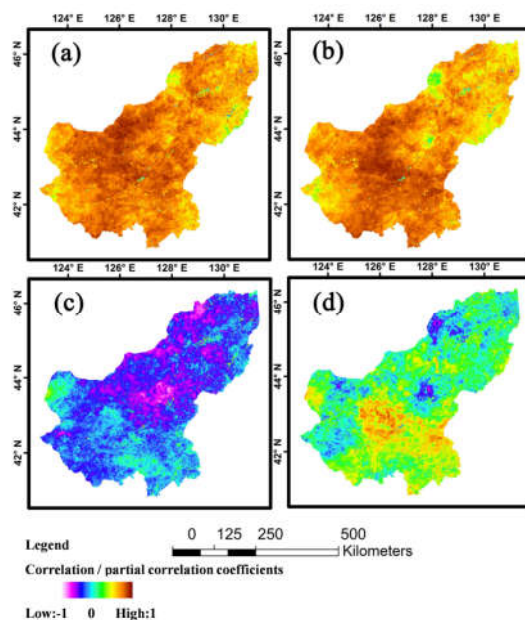 124° E 126° E 128° E 130° E
124° E 126° E 128° E 130° E
(a)
(b)
46° N
44° N
42° N
46° N
44° N
42° N
124° E 126° E 128° E 130° E
124° E 126° E 128° E 130° E
(c)
(d)
46° N
44° N
42° N
46° N
44° N
42° N
0 125 250 500
Kilometers
Legend
Correlation / partial correlation coefficients
Low:-1 0 High:1